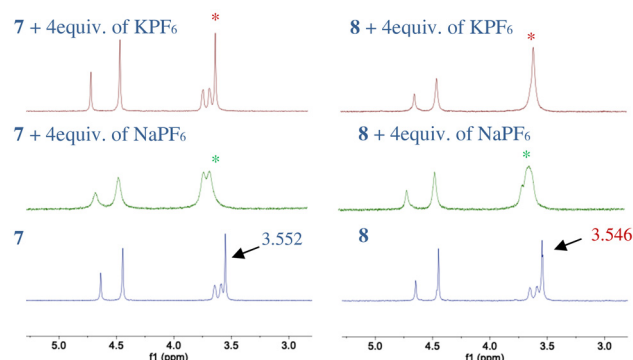 7 + 4equiv. of KPF6
*
8 + 4equiv. of KPF6
*
7 + 4equiv. of NaPF6
*
8 + 4equiv. of NaPF6
*
7
3.552
8
3.546
5.0 4.5 4.0 3.5 3.0
f1 (ppm)
5.0 4.5 4.0 3.5 3.0
f1 (ppm)